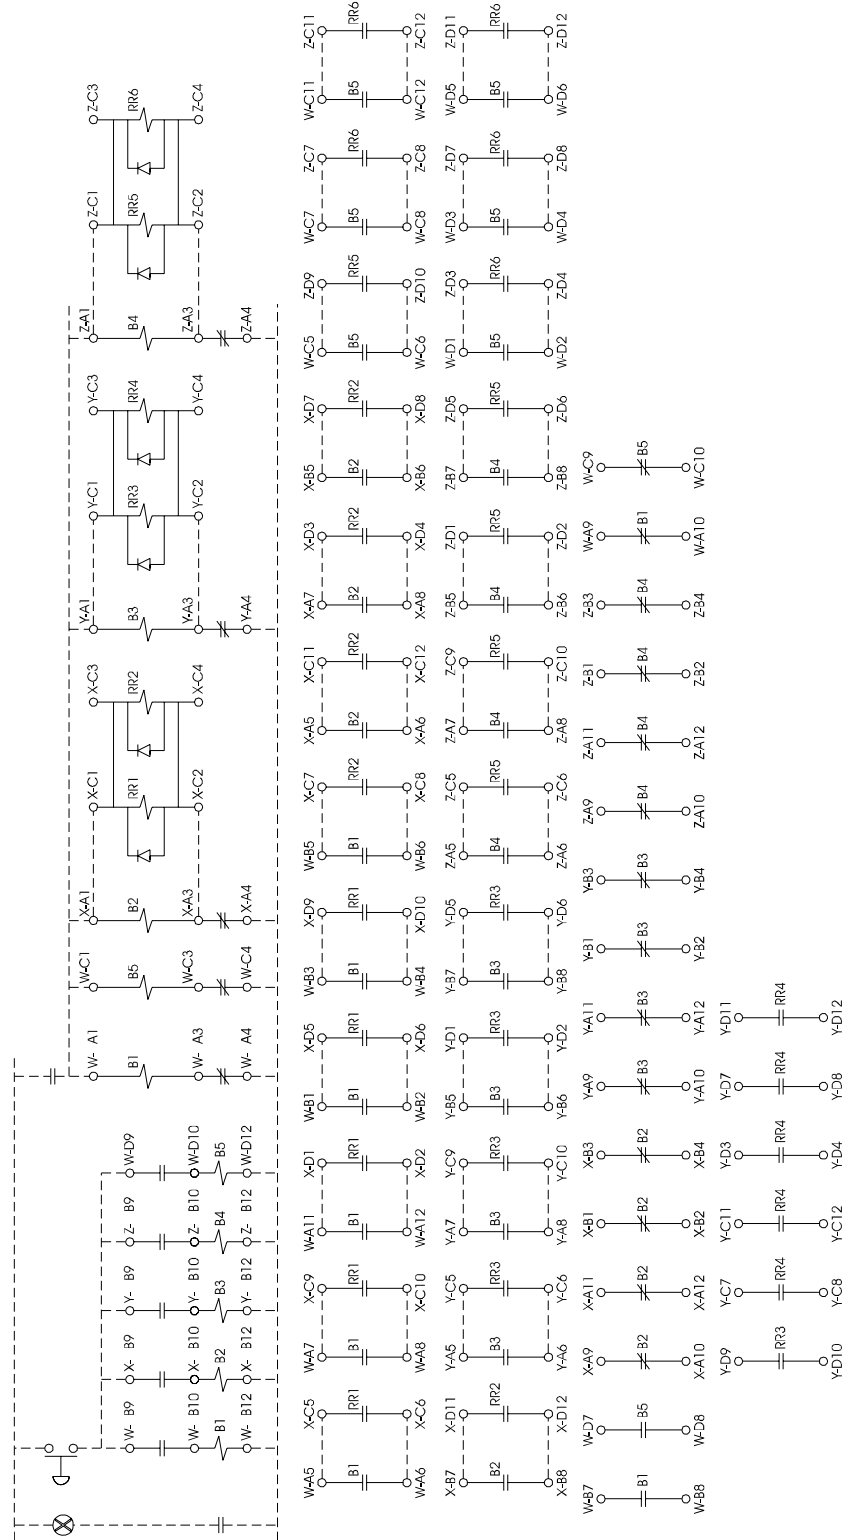 W- A1 W-C1 X-A1 X-C1 X-C3 Y-A1 Y-C1 Y-C3 Z-A1 Z-C1 Z-C3
W- B9 X- B9 Y- B9 Z- B9 W-D9 B1 B5 B2 RR1 RR2 B3 RR3 RR4 B4 RR5 RR6
W- B10 X- B10 Y- B10 Z- B10 W-D10 W- A3 W-C3 X-A3 X-C2 X-C4 Y-A3 Y-C2 Y-C4 Z-A3 Z-C2 Z-C4
B1 B2 B3 B4 B5
W- B12 X- B12 Y- B12 Z- B12 W-D12 W- A4 W-C4 X-A4 Y-A4 Z-A4
W-A5 X-C5 W-A7 X-C9 W-A11 X-D1 W-B1 X-D5 W-B3 X-D9 W-B5 X-C7 X-A5 X-C11 X-A7 X-D3 X-B5 X-D7 W-C5 Z-D9 W-C7 Z-C7 W-C11 Z-C11
B1 RR1 B1 RR1 B1 RR1 B1 RR1 B1 RR1 B1 RR2 B2 RR2 B2 RR2 B2 RR2 B5 RR5 B5 RR6 B5 RR6
W-A6 X-C6 W-A8 X-C10 W-A12 X-D2 W-B2 X-D6 W-B4 X-D10 W-B6 X-C8 X-A6 X-C12 X-A8 X-D4 X-B6 X-D8 W-C6 Z-D10 W-C8 Z-C8 W-C12 Z-C12
X-B7 X-D11 Y-A5 Y-C5 Y-A7 Y-C9 Y-B5 Y-D1 Y-B7 Y-D5 Z-A5 Z-C5 Z-A7 Z-C9 Z-B5 Z-D1 Z-B7 Z-D5 W-D1 Z-D3 W-D3 Z-D7 W-D5 Z-D11
B2 RR2 B3 RR3 B3 RR3 B3 RR3 B3 RR3 B4 RR5 B4 RR5 B4 RR5 B4 RR5 B5 RR6 B5 RR6 B5 RR6
X-B8 X-D12 Y-A6 Y-C6 Y-A8 Y-C10 Y-B6 Y-D2 Y-B8 Y-D6 Z-A6 Z-C6 Z-A8 Z-C10 Z-B6 Z-D2 Z-B8 Z-D6 W-D2 Z-D4 W-D4 Z-D8 W-D6 Z-D12
W-B7 W-D7 X-A9 X-A11 X-B1 X-B3 Y-A9 Y-A11 Y-B1 Y-B3 Z-A9 Z-A11 Z-B1 Z-B3 W-A9 W-C9
B1 B5 B2 B2 B2 B2 B3 B3 B3 B3 B4 B4 B4 B4 B1 B5
W-B8 W-D8 X-A10 X-A12 X-B2 X-B4 Y-A10 Y-A12 Y-B2 Y-B4 Z-A10 Z-A12 Z-B2 Z-B4 W-A10 W-C10
Y-D9 Y-C7 Y-C11 Y-D3 Y-D7 Y-D11
RR3 RR4 RR4 RR4 RR4 RR4
Y-D10 Y-C8 Y-C12 Y-D4 Y-D8 Y-D12